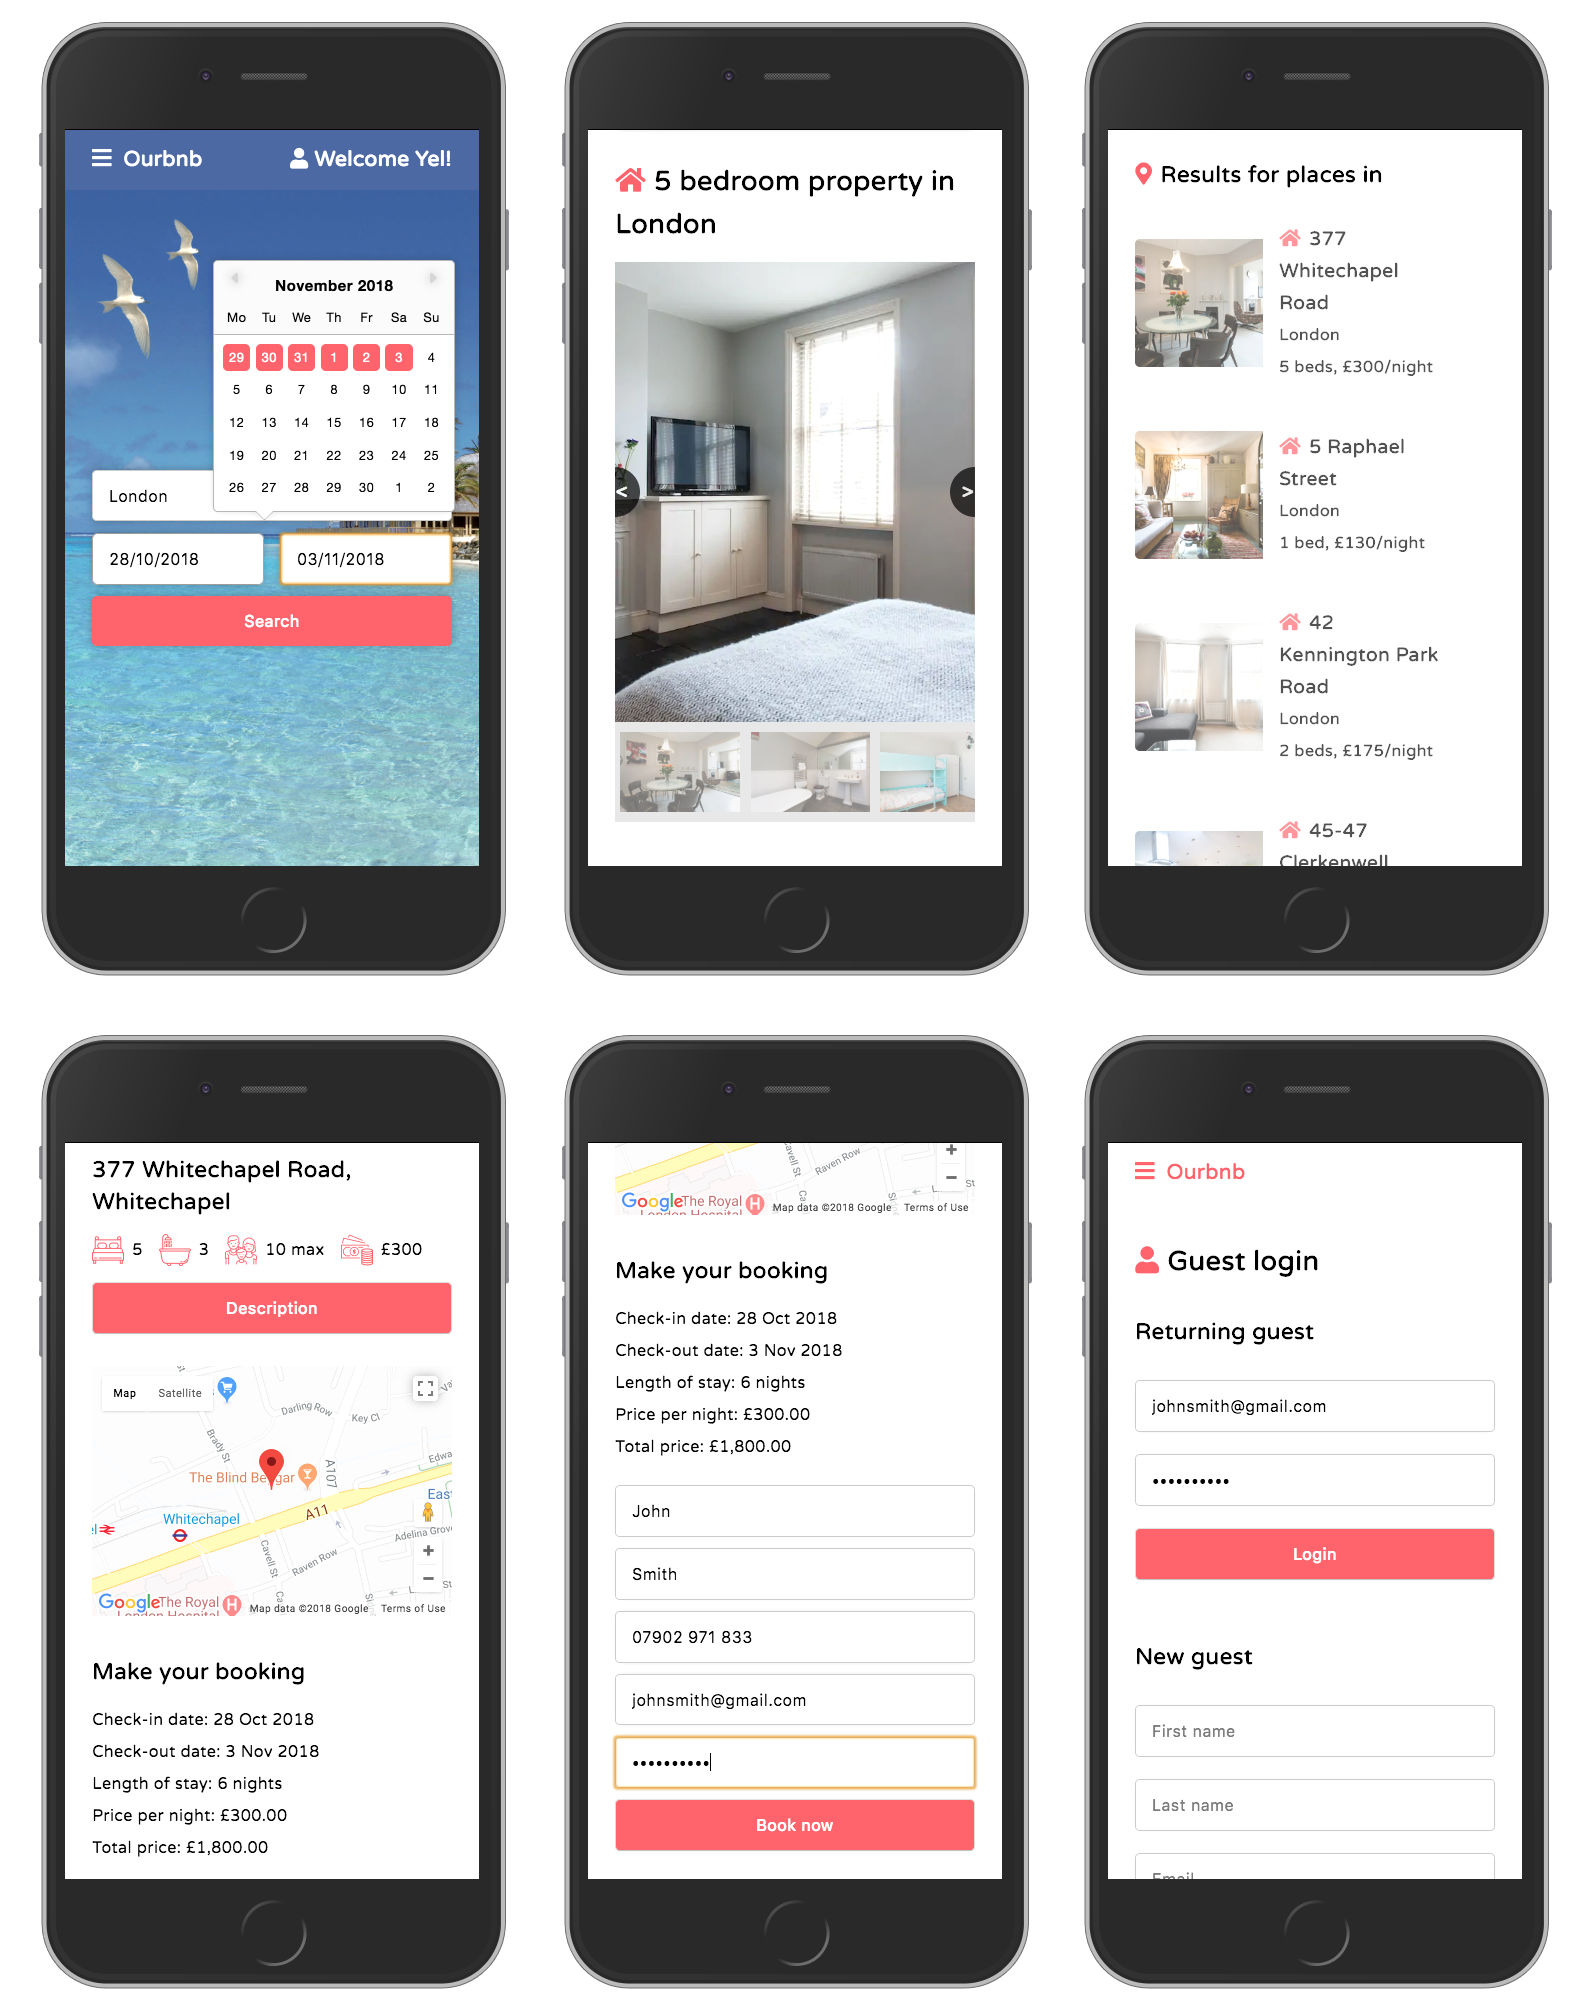 Ourbnb
Welcome Yel!
November 2018
Mo Tu We Th Fr Sa Su
29 30 31 1 2 3 4
5 6 7 8 9 10 11
12 13 14 15 16 17 18
19 20 21 22 23 24 25
26 27 28 29 30 1 2
London
28/10/2018
03/11/2018
Search
5 bedroom property in
London
<
>
Results for places in
377
Whitechapel
Road
London
5 beds, £300/night
5 Raphael
Street
London
1 bed, £130/night
42
Kennington Park
Road
London
2 beds, £175/night
45-47
Clerkenwell
377 Whitechapel Road,
Whitechapel
5 3 10 max £300
Description
Map Satellite
Darling Row
Key Cl
Brady St
A107
The Blind Beggar
A11
Whitechapel
Adelina Grov
Cavell St
Raven Row
+
−
Google
The Royal
London Hospital
H
Map data ©2018 Google Terms of Use
Make your booking
Check-in date: 28 Oct 2018
Check-out date: 3 Nov 2018
Length of stay: 6 nights
Price per night: £300.00
Total price: £1,800.00
Cavell St
Raven Row
+
−
Google
The Royal
London Hospital
H
Map data ©2018 Google Terms of Use
Make your booking
Check-in date: 28 Oct 2018
Check-out date: 3 Nov 2018
Length of stay: 6 nights
Price per night: £300.00
Total price: £1,800.00
John
Smith
07902 971 833
johnsmith@gmail.com
••••••••••
Book now
Ourbnb
Guest login
Returning guest
johnsmith@gmail.com
••••••••••
Login
New guest
First name
Last name
Email